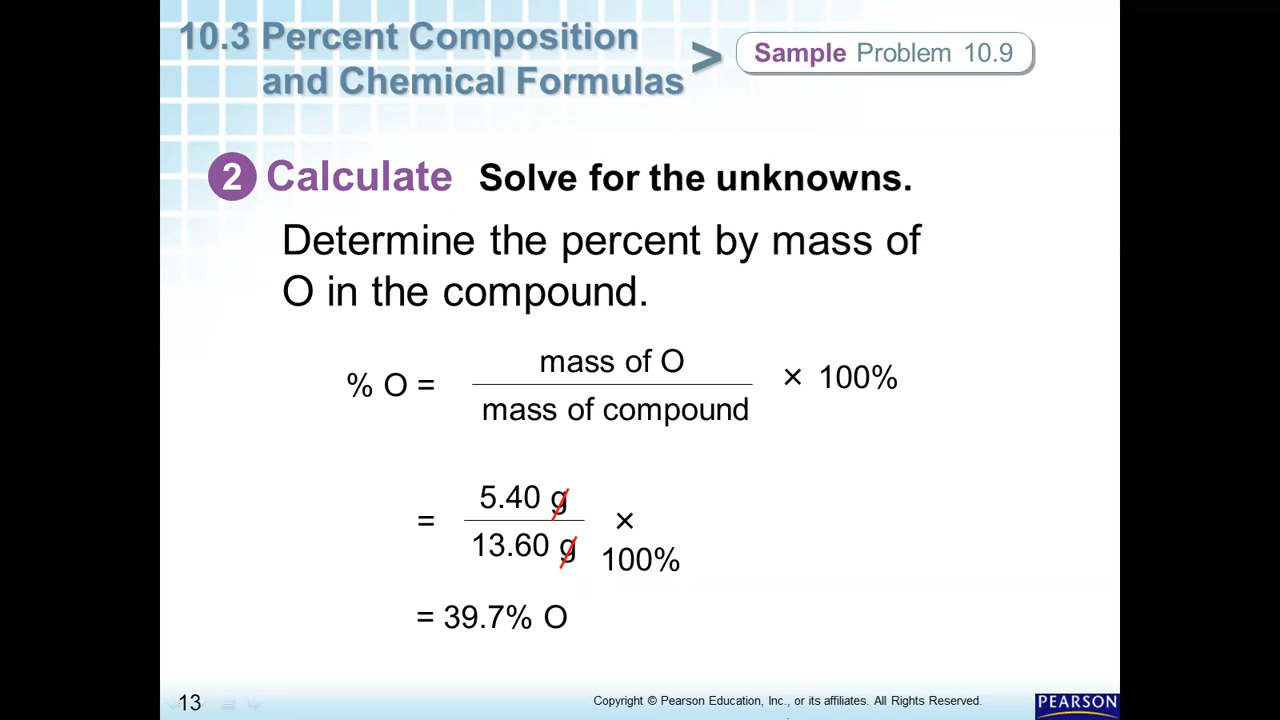 10.3 Percent Composition
and Chemical Formulas
>
Sample Problem 10.9
2 Calculate Solve for the unknowns.
Determine the percent by mass of
O in the compound.
mass of O
% O = × 100%
mass of compound
5.40 g
= ×
13.60 g 100%
= 39.7% O
13
Copyright © Pearson Education, Inc., or its affiliates. All Rights Reserved.
PEARSON